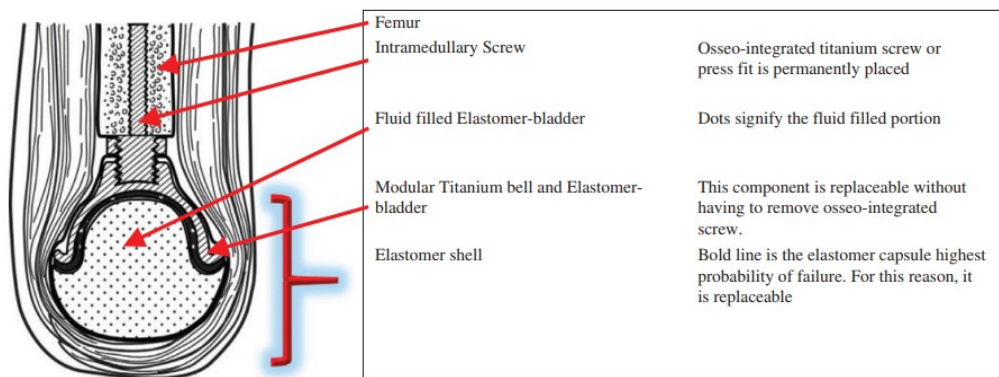 Femur
Intramedullary Screw
Osseo-integrated titanium screw or
press fit is permanently placed
Fluid filled Elastomer-bladder
Dots signify the fluid filled portion
Modular Titanium bell and Elastomer-
bladder
This component is replaceable without
having to remove osseo-integrated
screw.
Elastomer shell
Bold line is the elastomer capsule highest
probability of failure. For this reason, it
is replaceable